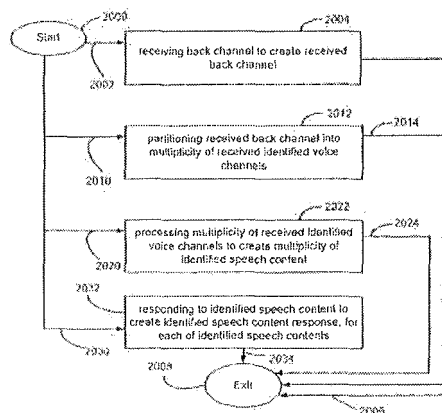 2000
Start
2004
receiving back channel to create received
back channel
2002
2012
2014
partitioning received back channel into
multiplicity of received identified voice
channels
2010
2022
2024
processing multiplicity of received identified
voice channels to create multiplicity of
identified speech content
2020
2032
responding to identified speech content to
create identified speech content response, for
each of identified speech contents
2030
2034
2008
Exit
2006